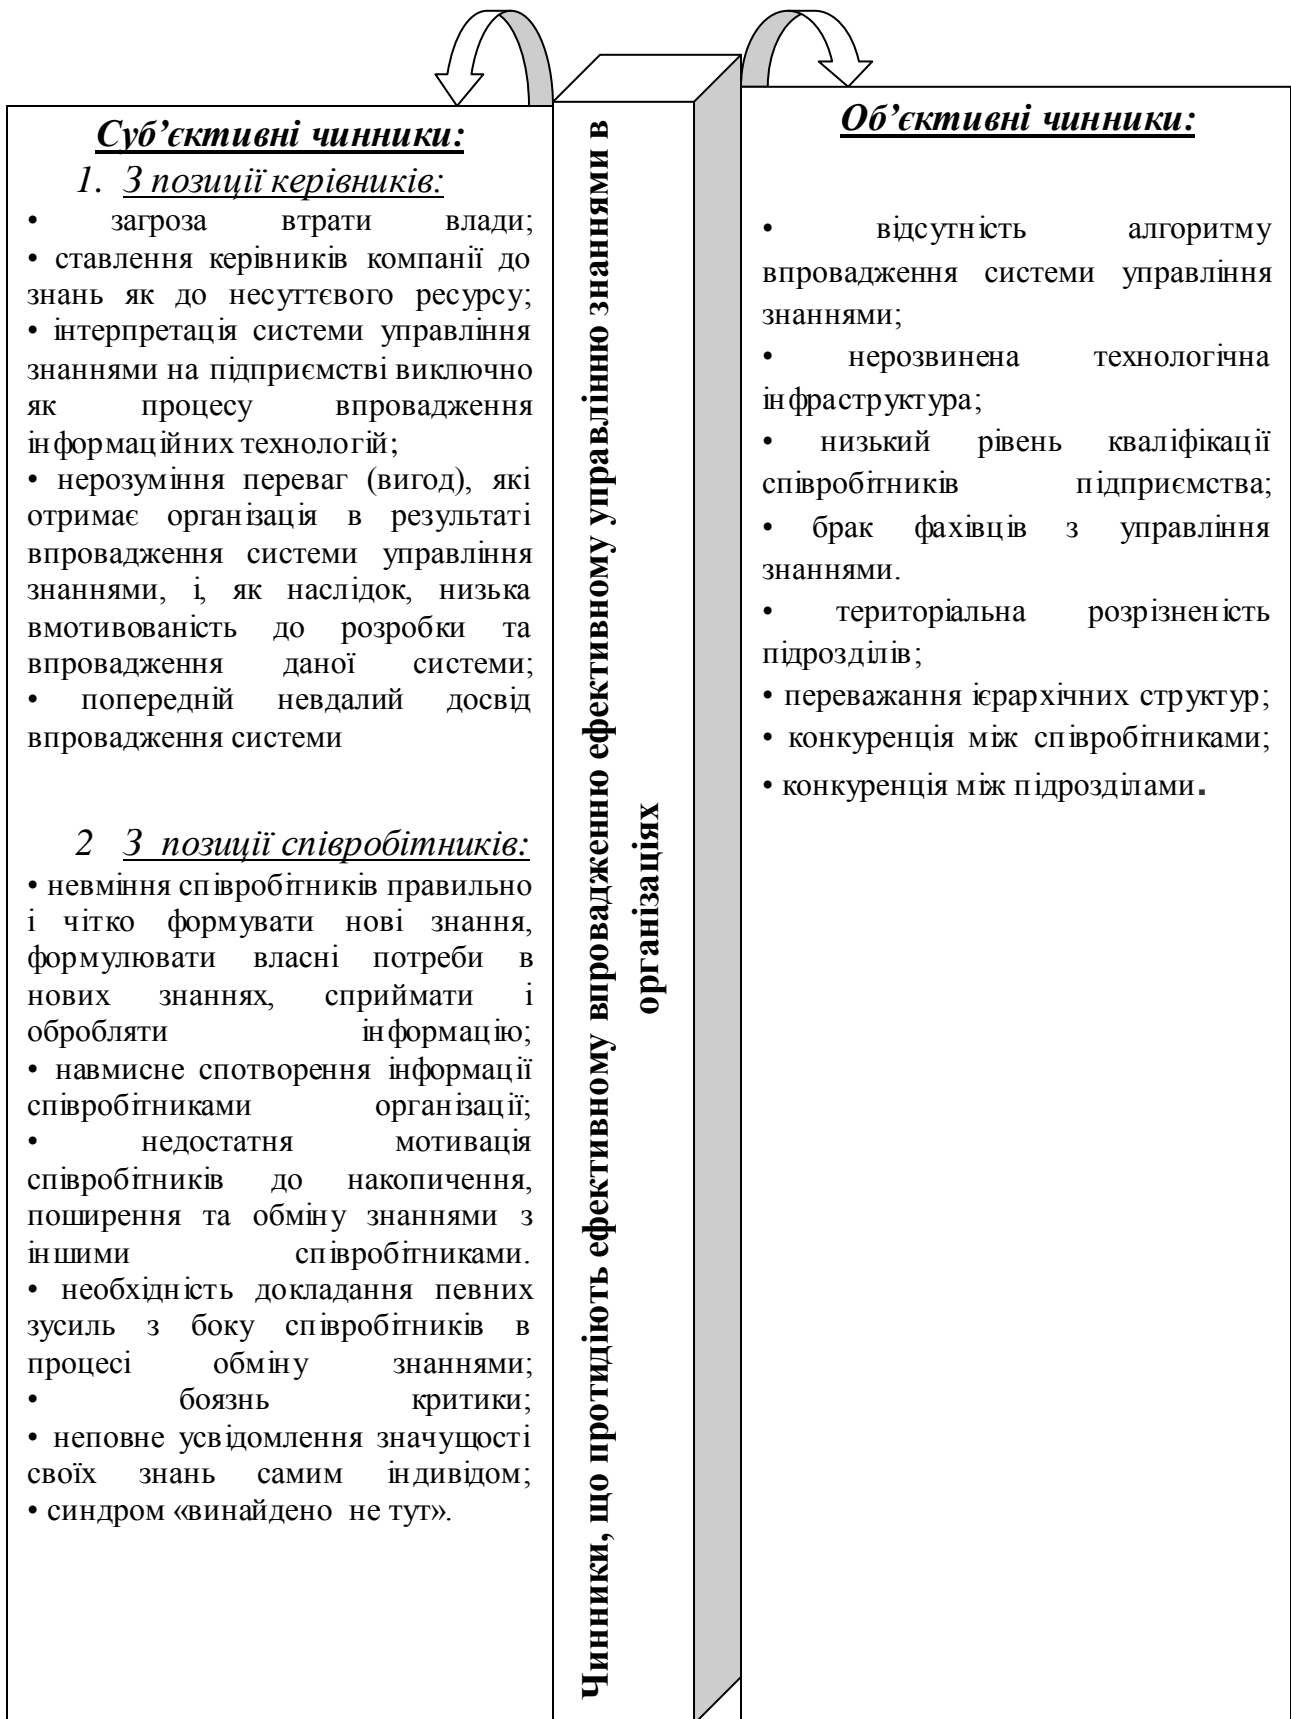 Суб’єктивні чинники:
1. З позиції керівників:
• загроза втрати влади;
• ставлення керівників компанії до
знань як до несуттєвого ресурсу;
• інтерпретація системи управління
знаннями на підприємстві виключно
як процесу впровадження
інформаційних технологій;
• нерозуміння переваг (вигод), які
отримає організація в результаті
впровадження системи управління
знаннями, і, як наслідок, низька
вмотивованість до розробки та
впровадження даної системи;
• попередній невдалий досвід
впровадження системи
2 З позиції співробітників:
• невміння співробітників правильно
і чітко формувати нові знання,
формулювати власні потреби в
нових знаннях, сприймати і
обробляти інформацію;
• навмисне спотворення інформації
співробітниками організації;
• недостатня мотивація
співробітників до накопичення,
поширення та обміну знаннями з
іншими співробітниками.
• необхідність докладання певних
зусиль з боку співробітників в
процесі обміну знаннями;
• боязнь критики;
• неповне усвідомлення значущості
своїх знань самим індивідом;
• синдром «винайдено не тут».
Чинники, що протидіють ефективному впровадженню ефективному управлінню знаннями в
організаціях
Об’єктивні чинники:
• відсутність алгоритму
впровадження системи управління
знаннями;
• нерозвинена технологічна
інфраструктура;
• низький рівень кваліфікації
співробітників підприємства;
• брак фахівців з управління
знаннями.
• територіальна розрізненість
підрозділів;
• переважання ієрархічних структур;
• конкуренція між співробітниками;
• конкуренція між підрозділами.